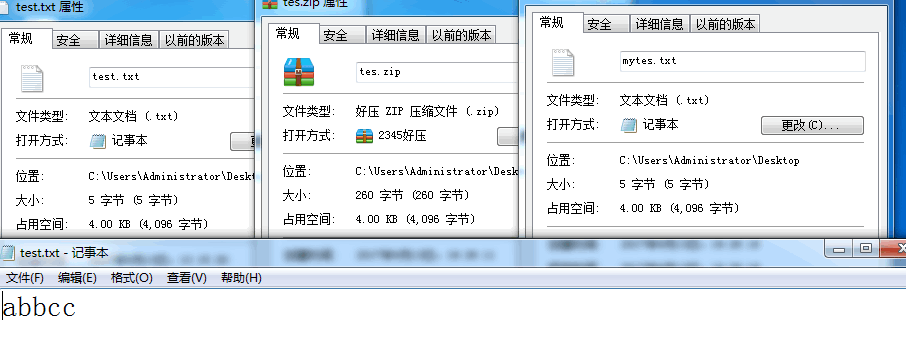 test.txt 属性
常规 安全 详细信息 以前的版本
test.txt
文件类型: 文本文档 (.txt)
打开方式: 记事本
位置: C:\Users\Administrator\Deskto
大小: 5 字节 (5 字节)
占用空间: 4.00 KB (4,096 字节)
tes.zip 属性
常规 安全 详细信息 以前的版本
tes.zip
文件类型: 好压 ZIP 压缩文件 (.zip)
打开方式: 2345好压
位置: C:\Users\Administrator\Desk
大小: 260 字节 (260 字节)
占用空间: 4.00 KB (4,096 字节)
常规 安全 详细信息 以前的版本
mytes.txt
文件类型: 文本文档 (.txt)
打开方式: 记事本 更改(C)...
位置: C:\Users\Administrator\Desktop
大小: 5 字节 (5 字节)
占用空间: 4.00 KB (4,096 字节)
test.txt - 记事本
文件(F) 编辑(E) 格式(O) 查看(V) 帮助(H)
abbcc